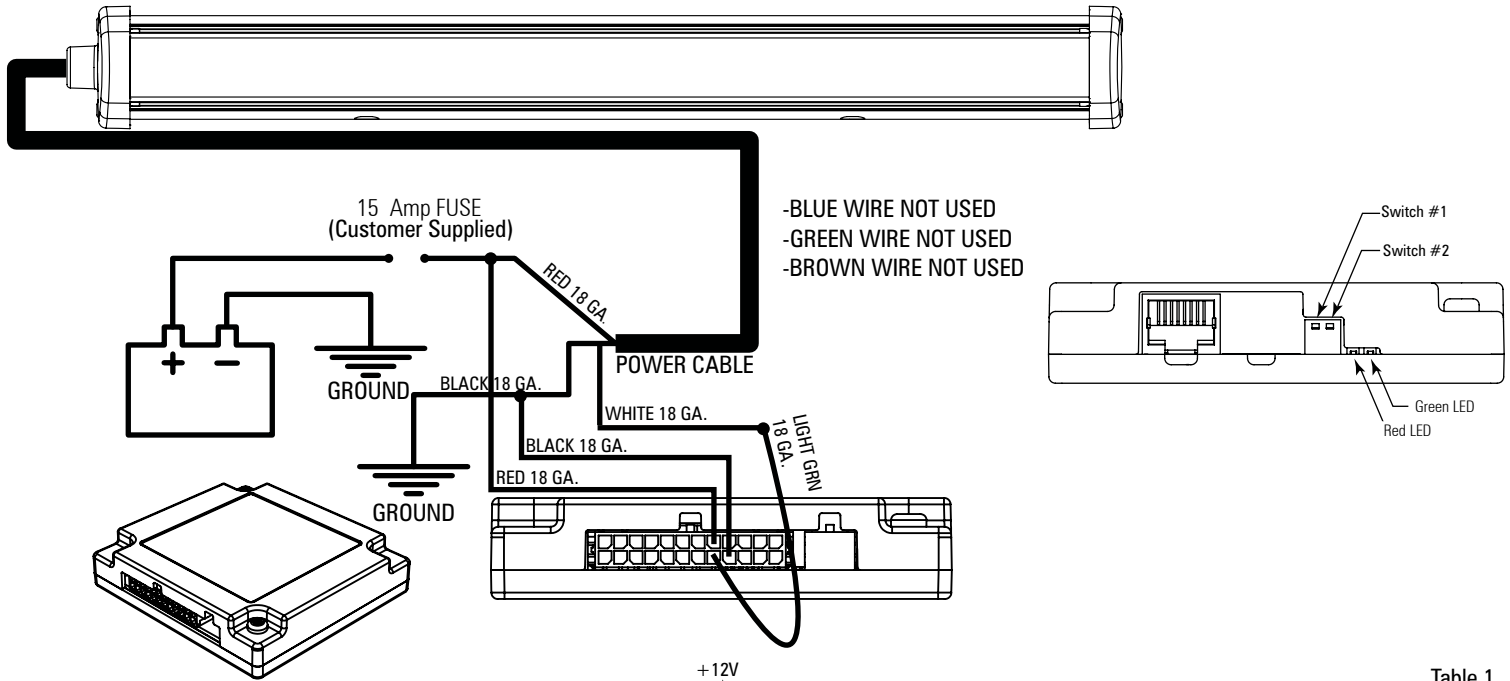 15 Amp FUSE
(Customer Supplied)
-BLUE WIRE NOT USED
-GREEN WIRE NOT USED
-BROWN WIRE NOT USED
RED 18 GA.
+
−
GROUND
POWER CABLE
BLACK 18 GA.
WHITE 18 GA.
LIGHT GRN
18 GA.
BLACK 18 GA.
RED 18 GA.
GROUND
Switch #1
Switch #2
Green LED
Red LED
+12V
Table 1